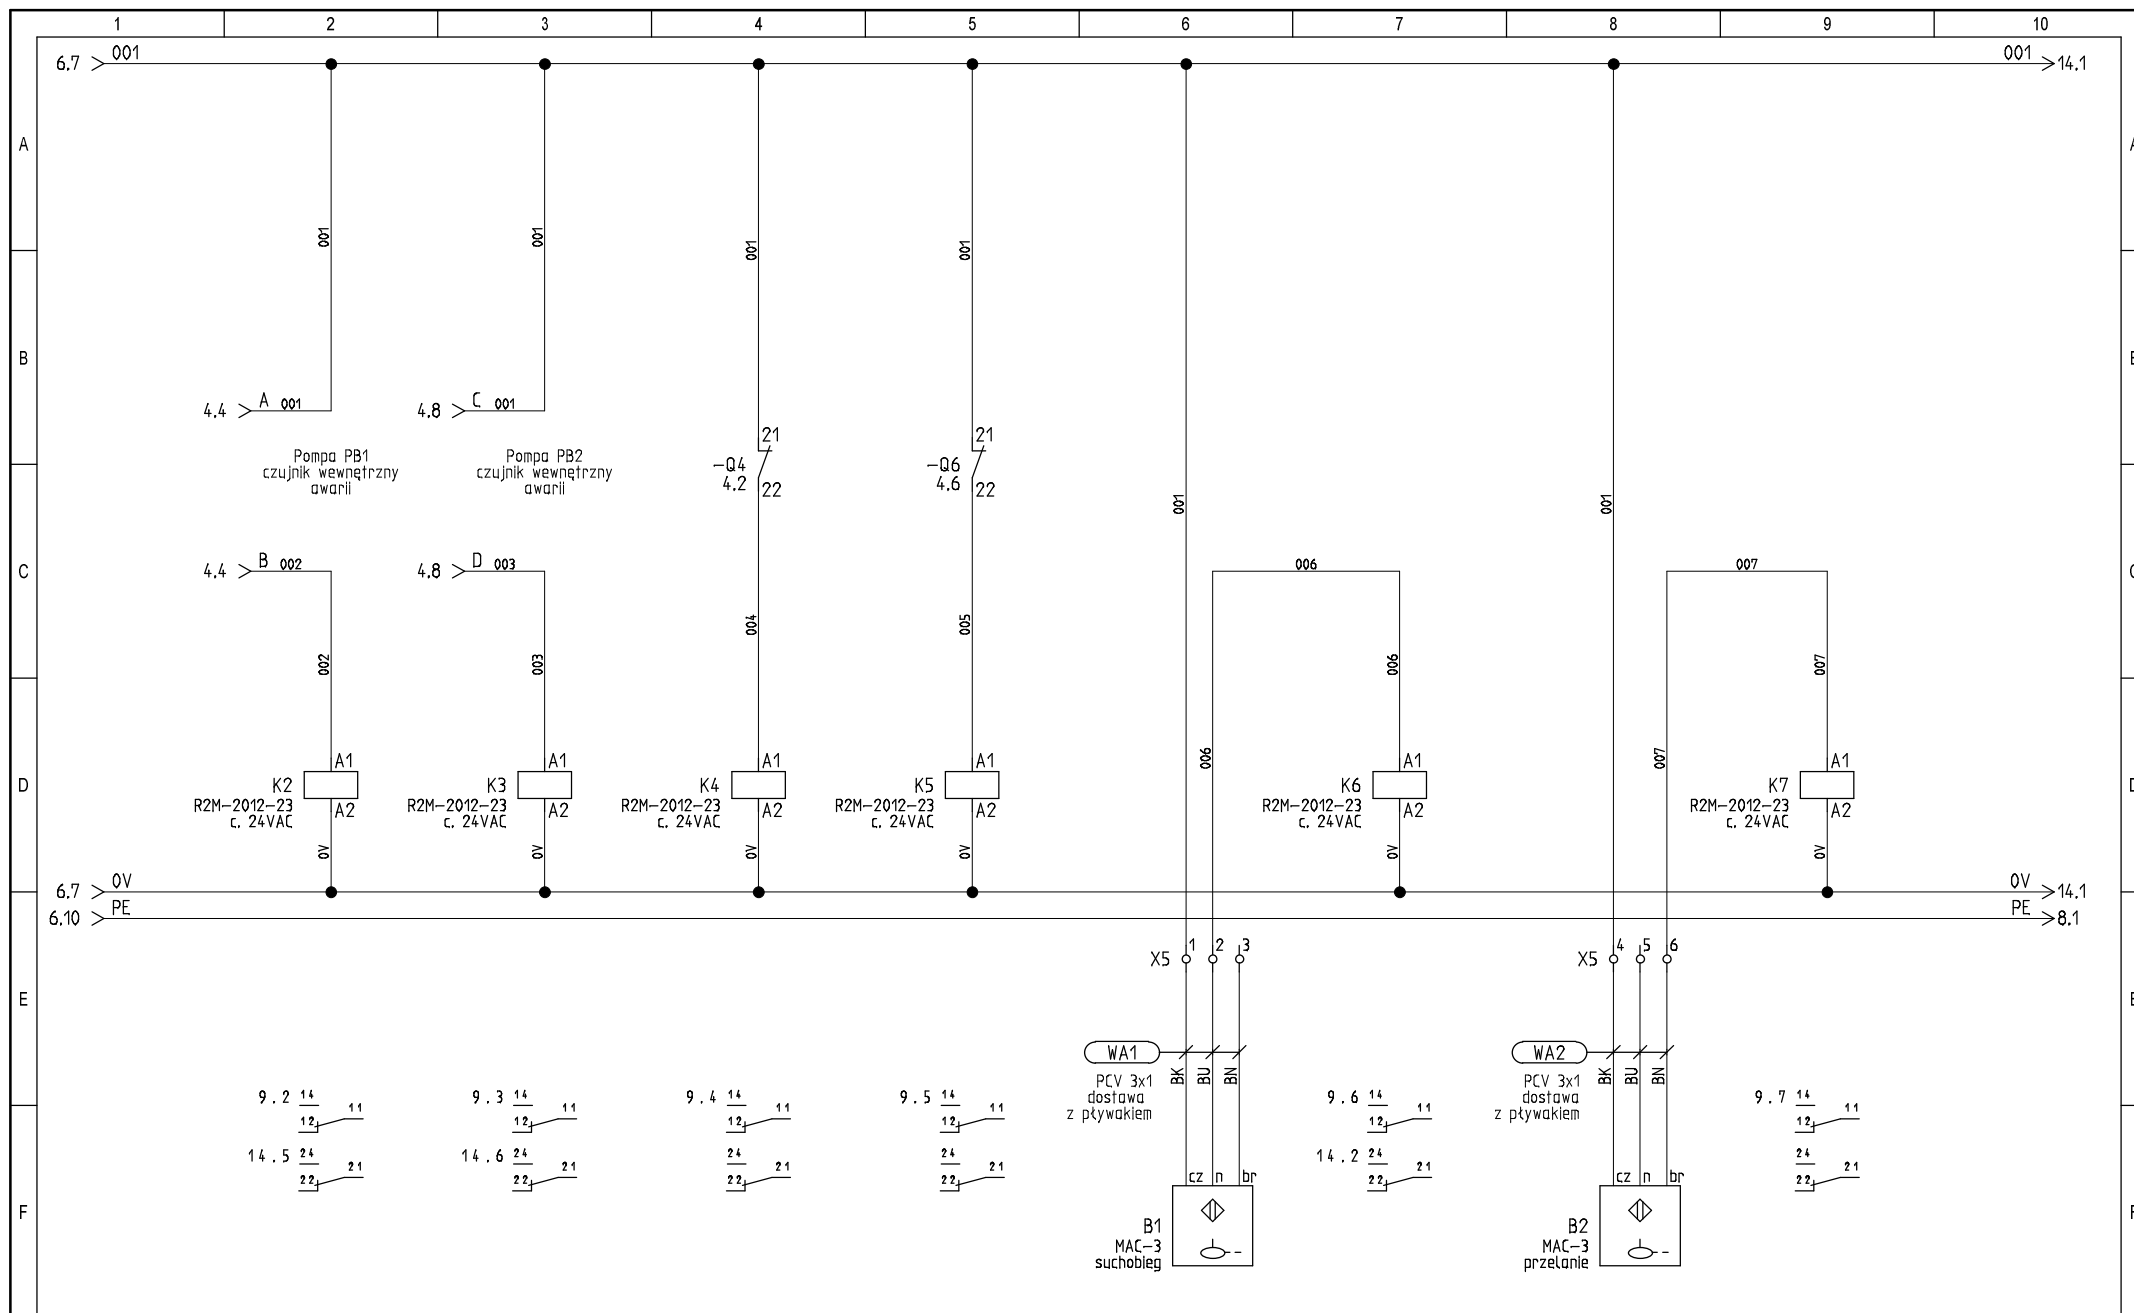 1 2 3 4 5 6 7 8 9 10
6.7 001 001 14.1
A A
001 001 001 001
B
4.4 A 001 4.8 C 001
Pompa PB1
czujnik wewnętrzny
awarii
Pompa PB2
czujnik wewnętrzny
awarii
21
-Q4
4.2 22
21
-Q6
4.6 22
001 001
C
4.4 B 002 4.8 D 003 006 007
004 005
002 003 006 007
006 007
D
A1
K2
R2M-2012-23
c. 24VAC
A2
0V
A1
K3
R2M-2012-23
c. 24VAC
A2
0V
A1
K4
R2M-2012-23
c. 24VAC
A2
0V
A1
K5
R2M-2012-23
c. 24VAC
A2
0V
A1
K6
R2M-2012-23
c. 24VAC
A2
0V
A1
K7
R2M-2012-23
c. 24VAC
A2
0V
6.7 0V 0V 14.1
6.10 PE PE 8.1
X5 1 2 3
X5 4 5 6
E
WA1
BK BU BN
PCV 3x1
dostawa
z pływakiem
WA2
BK BU BN
PCV 3x1
dostawa
z pływakiem
9.2 14
12 11
14.5 24
22 21
9.3 14
12 11
14.6 24
22 21
9.4 14
12 11
24
22 21
9.5 14
12 11
24
22 21
9.6 14
12 11
14.2 24
22 21
9.7 14
12 11
24
22 21
F
cz n br
B1
MAC-3
suchobieg
cz n br
B2
MAC-3
przelanie